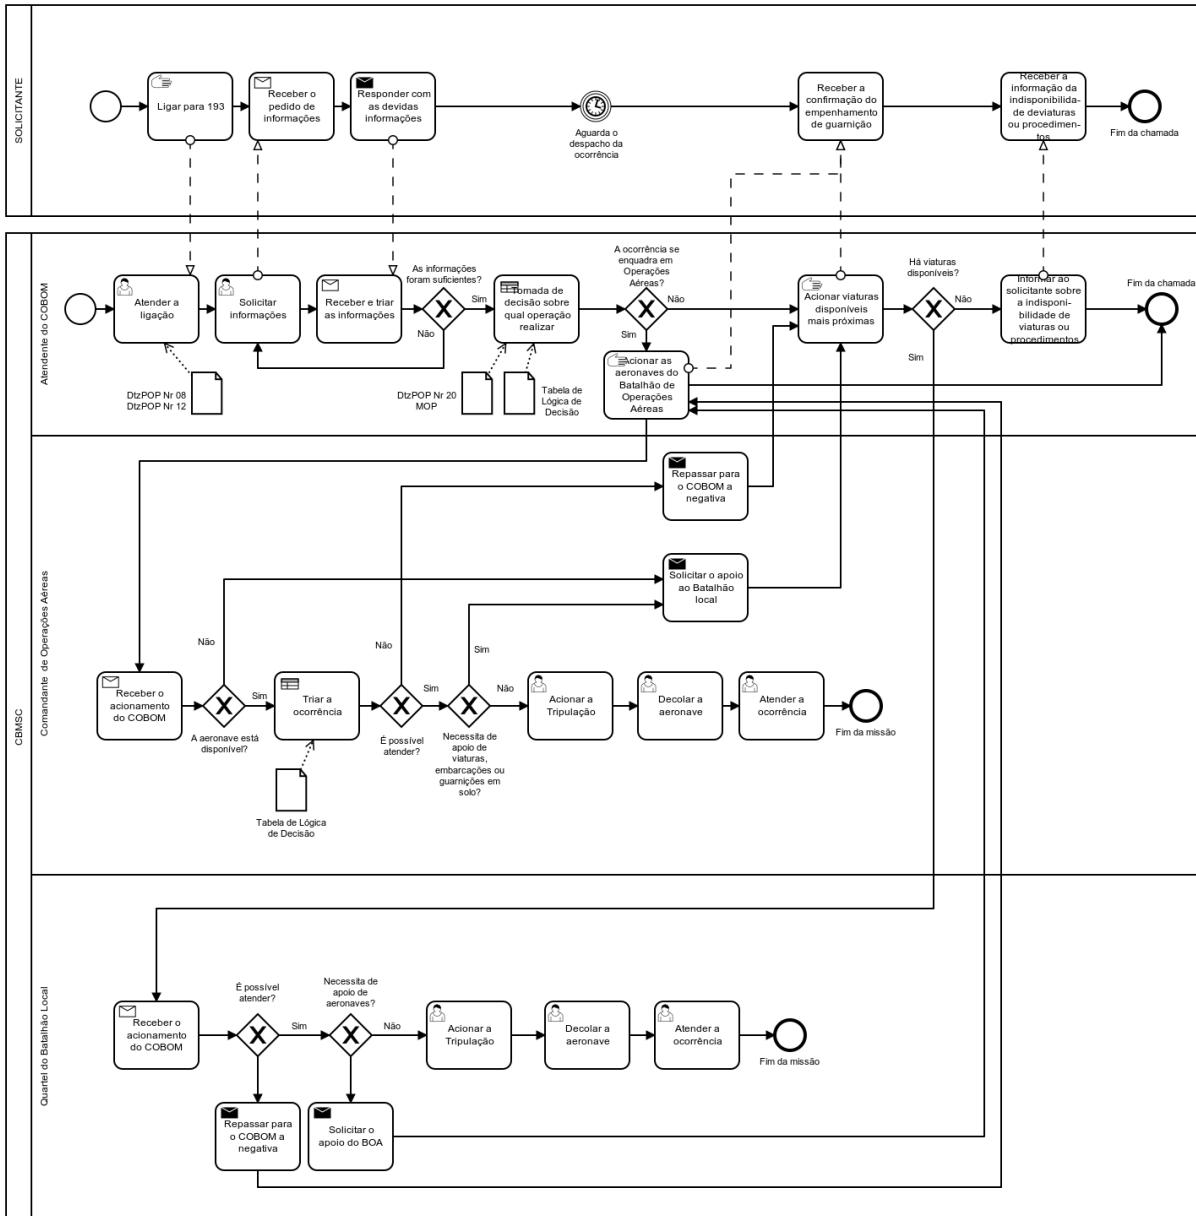 SOLICITANTE
Ligar para 193
Receber o
pedido de
informações
Responder com
as devidas
informações
Aguarda o
despacho da
ocorrência
Receber a
confirmação do
empenhamento
de guarnição
Receber a
informação da
indisponibilida-
de deviaturas
ou procedimen-
tos
Fim da chamada
CBMSC
Atendente do COBOM
Atender a
ligação
DtzPOP Nr 08
DtzPOP Nr 12
Solicitar
informações
Receber e triar
as informações
As informações
foram suficientes?
Sim
Não
Tomada de
decisão sobre
qual operação
realizar
DtzPOP Nr 20
MOP
Tabela de
Lógica de
Decisão
A ocorrência se
enquadra em
Operações
Aéreas?
Não
Sim
Acionar as
aeronaves do
Batalhão de
Operações
Aéreas
Acionar viaturas
disponíveis
mais próximas
Há viaturas
disponíveis?
Não
Sim
Informar ao
solicitante sobre
a indisponi-
bilidade de
viaturas ou
procedimentos
Fim da chamada
Comandante de Operações Aéreas
Repassar para
o COBOM a
negativa
Solicitar o apoio
ao Batalhão
local
Receber o
acionamento
do COBOM
Não
A aeronave está
disponível?
Sim
Triar a
ocorrência
Tabela de Lógica
de Decisão
Não
É possível
atender?
Sim
Sim
Necessita de
apoio de
viaturas,
embarcações ou
guarnições em
solo?
Não
Acionar a
Tripulação
Decolar a
aeronave
Atender a
ocorrência
Fim da missão
Quartel do Batalhão Local
Receber o
acionamento
do COBOM
É possível
atender?
Sim
Necessita de
apoio de
aeronaves?
Não
Acionar a
Tripulação
Decolar a
aeronave
Atender a
ocorrência
Fim da missão
Repassar para
o COBOM a
negativa
Solicitar o
apoio do BOA